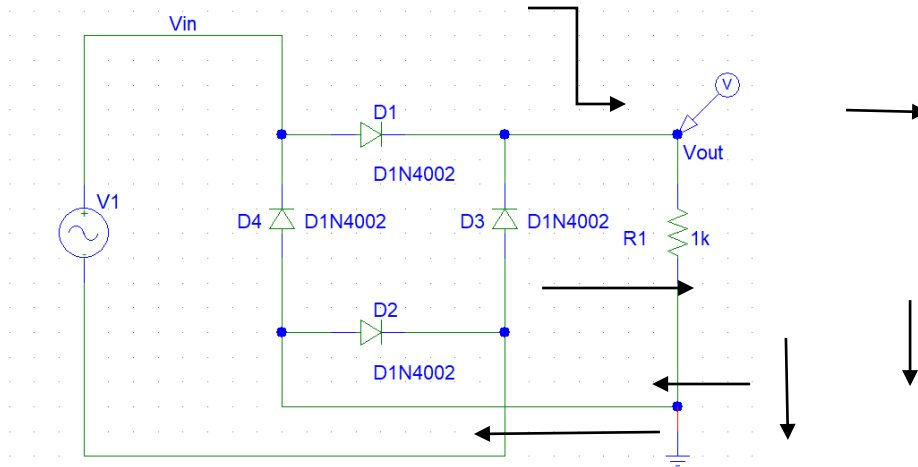 Vin
D1
V
Vout
D1N4002
V1
D4 D1N4002 D3 D1N4002
R1 1k
D2
D1N4002